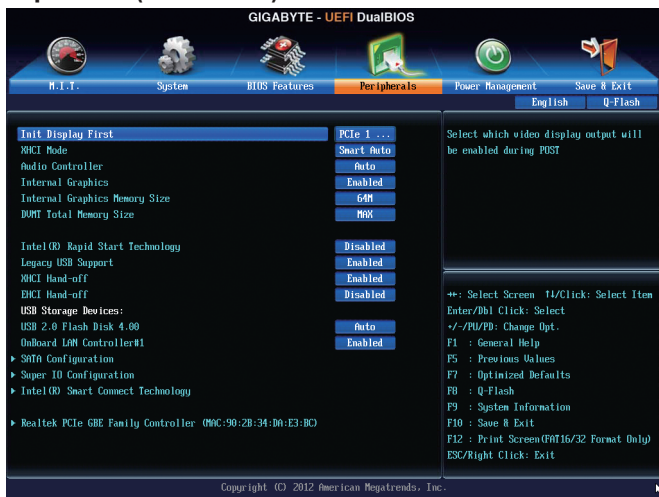 GIGABYTE - UEFI DualBIOS
M.I.T. System BIOS Features Peripherals Power Management Save & Exit
English Q-Flash
Init Display First PCIe 1 ...
XHCI Mode Smart Auto
Audio Controller Auto
Internal Graphics Enabled
Internal Graphics Memory Size 64M
DVMT Total Memory Size MAX
Intel(R) Rapid Start Technology Disabled
Legacy USB Support Enabled
XHCI Hand-off Enabled
EHCI Hand-off Disabled
USB Storage Devices:
USB 2.0 Flash Disk 4.00 Auto
OnBoard LAN Controller#1 Enabled
SATA Configuration
Super IO Configuration
Intel(R) Smart Connect Technology
Realtek PCIe GBE Family Controller (MAC:90:2B:34:DA:E3:BC)
Select which video display output will
be enabled during POST
→←: Select Screen ↑↓/Click: Select Item
Enter/Dbl Click: Select
+/-/PU/PD: Change Opt.
F1 : General Help
F5 : Previous Values
F7 : Optimized Defaults
F8 : Q-Flash
F9 : System Information
F10 : Save & Exit
F12 : Print Screen(FAT16/32 Format Only)
ESC/Right Click: Exit
Copyright (C) 2012 American Megatrends, Inc.